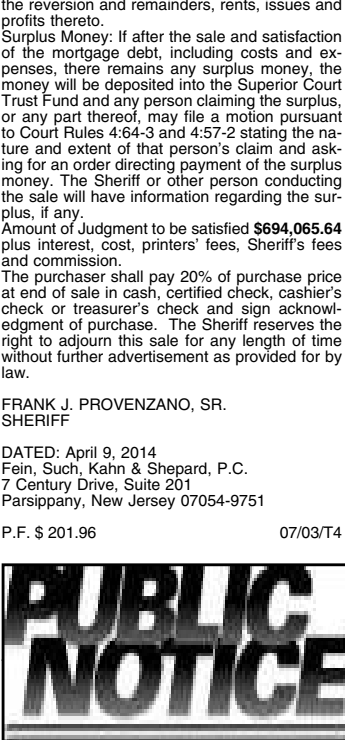 the reversion and remainders, rents, issues and
profits thereto.
Surplus Money: If after the sale and satisfaction
of the mortgage debt, including costs and ex-
penses, there remains any surplus money, the
money will be deposited into the Superior Court
Trust Fund and any person claiming the surplus,
or any part thereof, may file a motion pursuant
to Court Rules 4:64-3 and 4:57-2 stating the na-
ture and extent of that person's claim and ask-
ing for an order directing payment of the surplus
money. The Sheriff or other person conducting
the sale will have information regarding the sur-
plus, if any.
Amount of Judgment to be satisfied $694,065.64
plus interest, cost, printers' fees, Sheriff's fees
and commission.
The purchaser shall pay 20% of purchase price
at end of sale in cash, certified check, cashier's
check or treasurer's check and sign acknowl-
edgment of purchase. The Sheriff reserves the
right to adjourn this sale for any length of time
without further advertisement as provided for by
law.
FRANK J. PROVENZANO, SR.
SHERIFF
DATED: April 9, 2014
Fein, Such, Kahn & Shepard, P.C.
7 Century Drive, Suite 201
Parsippany, New Jersey 07054-9751
P.F. $ 201.96 07/03/T4
PUBLIC
NOTICE